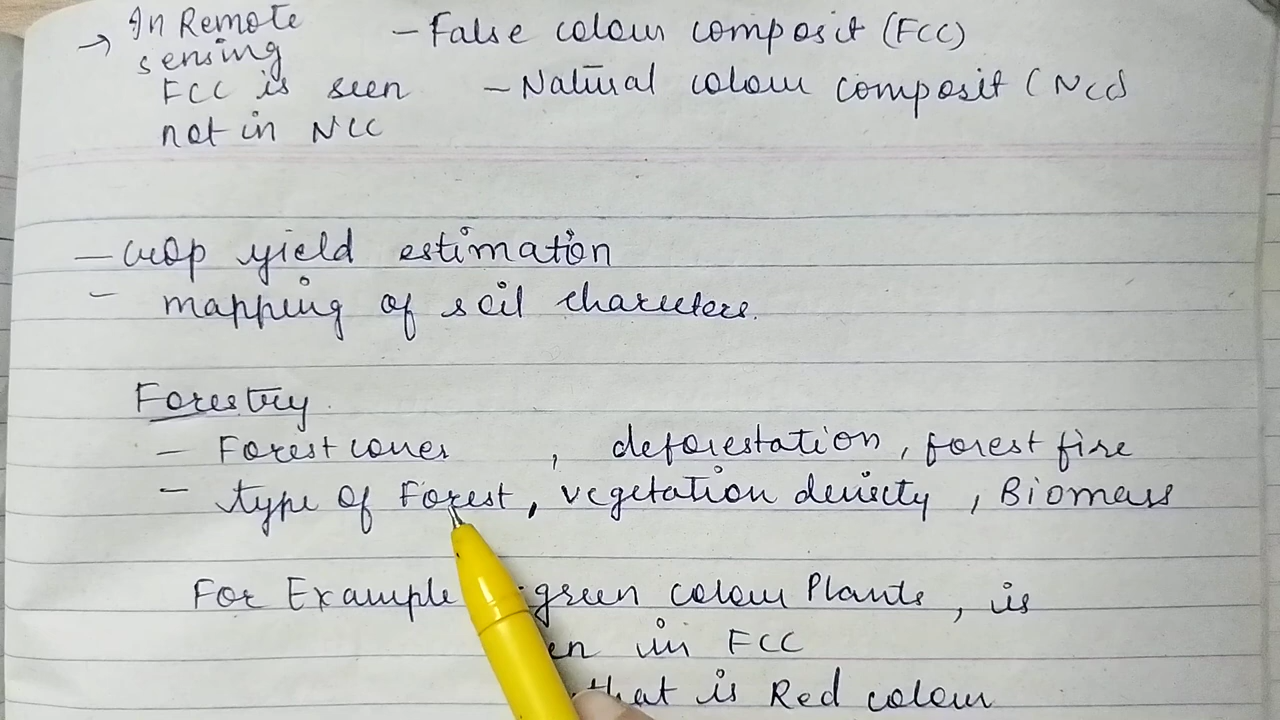 → In Remote - False colour composit (FCC)
sensing
FCC is seen - Natural colour composit (NCC)
not in NCC
- crop yield estimation
- mapping of soil charecters.
Forestry
- Forest cover , deforestation, forest fire
- type of Forest, vegetation density, Biomass
For Example green colour Plants, is
en in FCC
that is Red colour